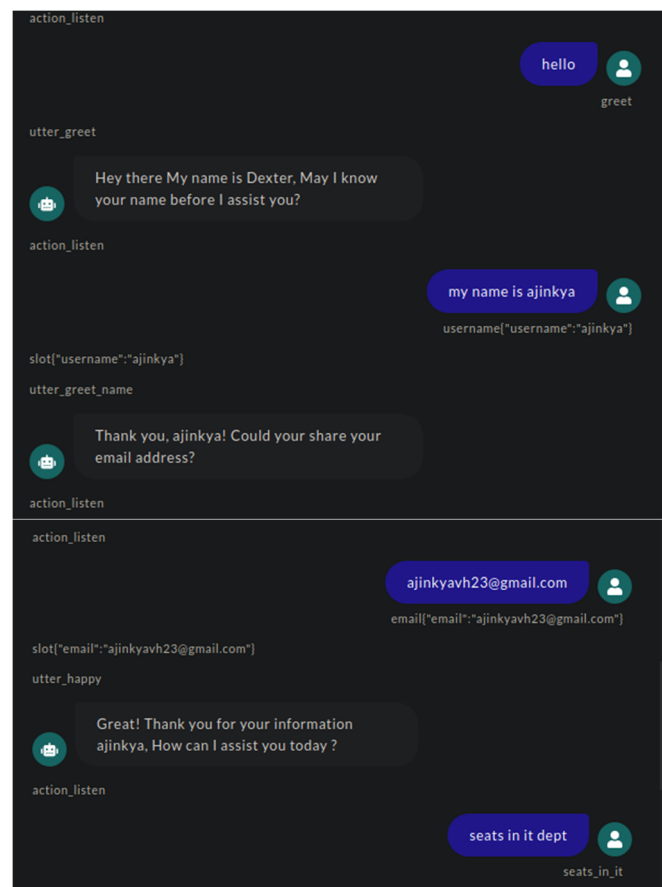 action_listen
hello
greet
utter_greet
Hey there My name is Dexter, May I know
your name before I assist you?
action_listen
my name is ajinkya
username{"username":"ajinkya"}
slot{"username":"ajinkya"}
utter_greet_name
Thank you, ajinkya! Could your share your
email address?
action_listen
action_listen
ajinkyavh23@gmail.com
email{"email":"ajinkyavh23@gmail.com"}
slot{"email":"ajinkyavh23@gmail.com"}
utter_happy
Great! Thank you for your information
ajinkya, How can I assist you today ?
action_listen
seats in it dept
seats_in_it